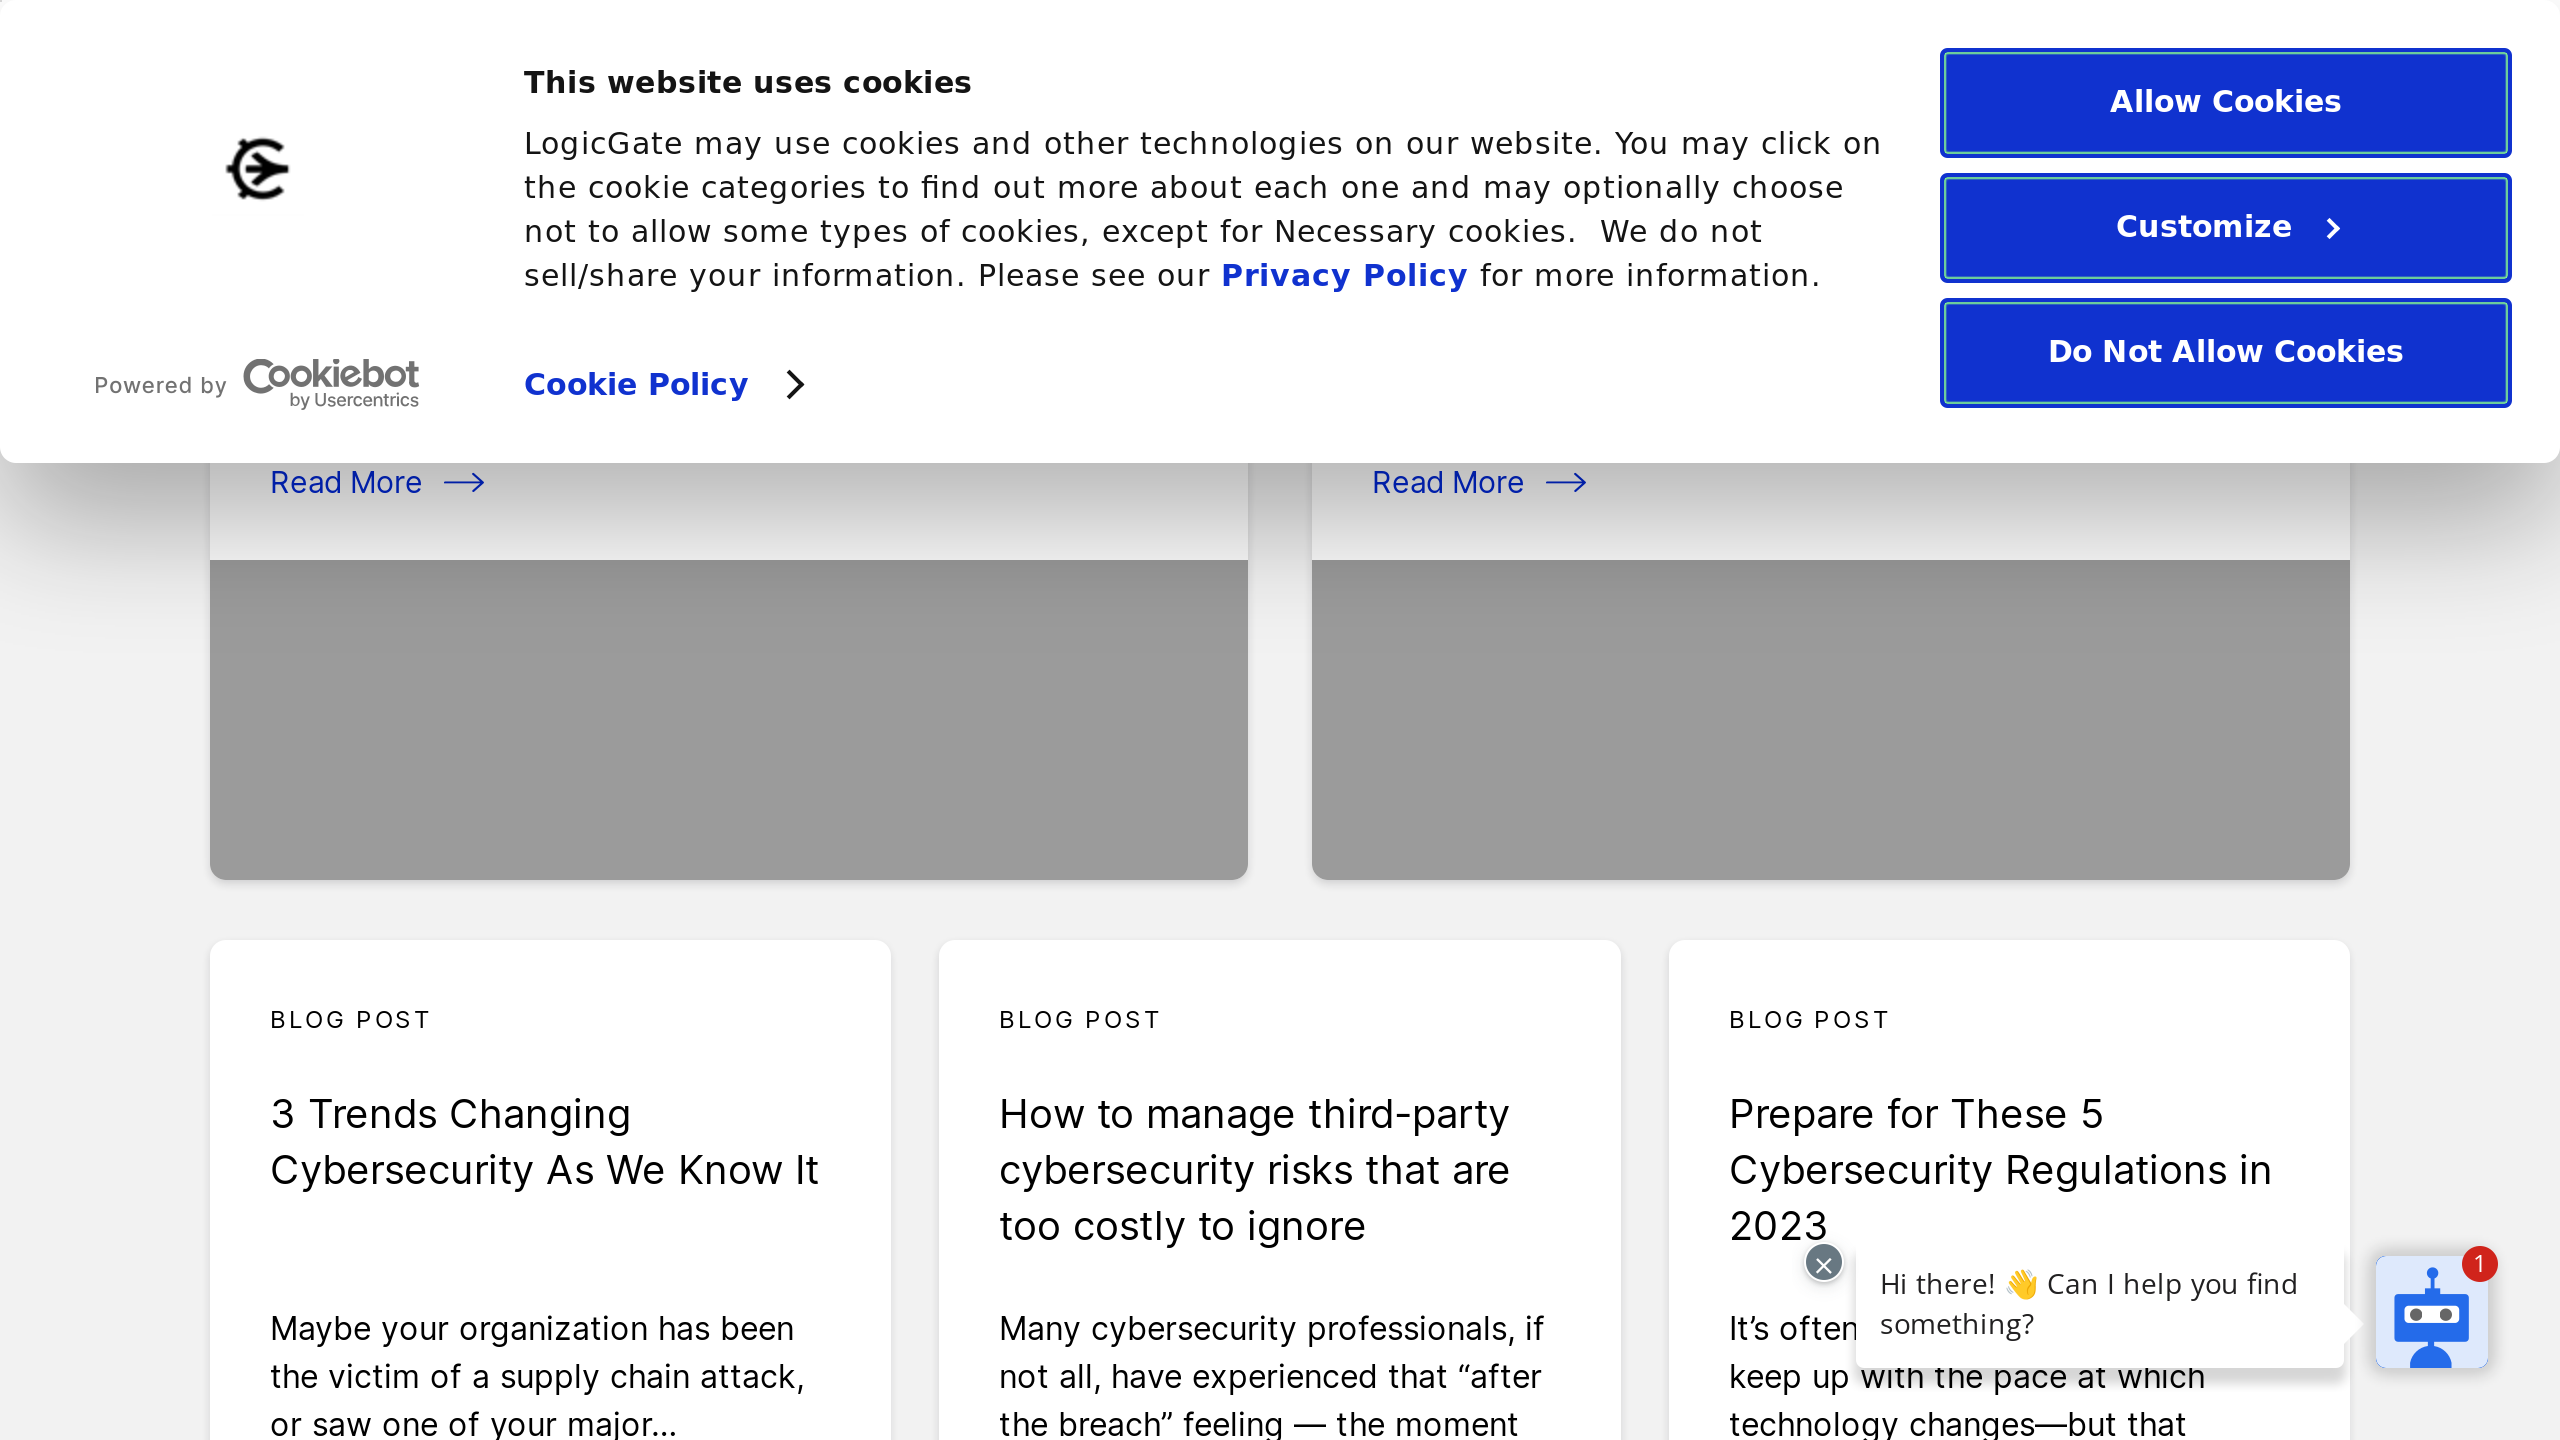 This website uses cookies
LogicGate may use cookies and other technologies on our website. You may click on
the cookie categories to find out more about each one and may optionally choose
not to allow some types of cookies, except for Necessary cookies.  We do not
sell/share your information. Please see our Privacy Policy for more information.
Powered by Cookiebot
by Usercentrics
Cookie Policy
Allow Cookies
Customize
Do Not Allow Cookies
Read More
Read More
BLOG POST
3 Trends Changing
Cybersecurity As We Know It
Maybe your organization has been
the victim of a supply chain attack,
or saw one of your major...
BLOG POST
How to manage third-party
cybersecurity risks that are
too costly to ignore
Many cybersecurity professionals, if
not all, have experienced that “after
the breach” feeling — the moment
BLOG POST
Prepare for These 5
Cybersecurity Regulations in
2023
It’s often
keep up with the pace at which
technology changes—but that
Hi there! 👋 Can I help you find
something?
1